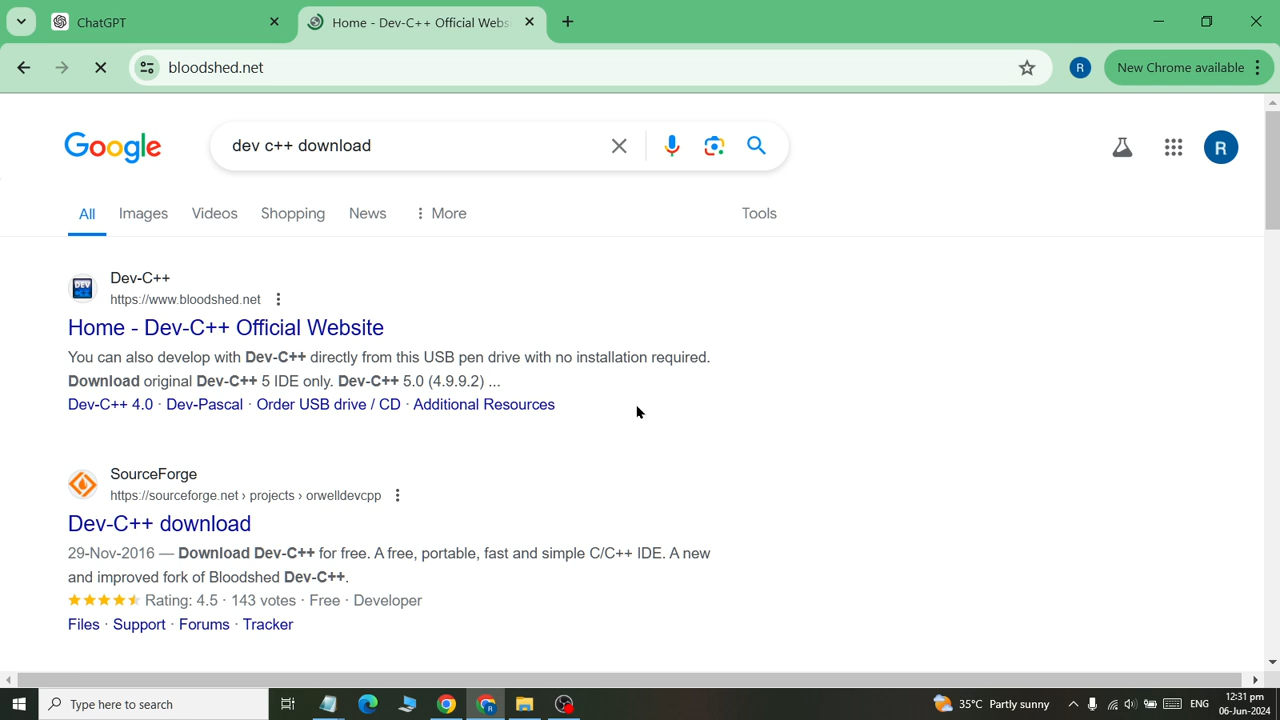 ChatGPT
Home - Dev-C++ Official Webs
bloodshed.net
R
New Chrome available
Google
dev c++ download
R
All
Images
Videos
Shopping
News
More
Tools
DEV
Dev-C++
https://www.bloodshed.net
Home - Dev-C++ Official Website
You can also develop with Dev-C++ directly from this USB pen drive with no installation required.
Download original Dev-C++ 5 IDE only. Dev-C++ 5.0 (4.9.9.2) ...
Dev-C++ 4.0 · Dev-Pascal · Order USB drive / CD · Additional Resources
SourceForge
https://sourceforge.net › projects › orwelldevcpp
Dev-C++ download
29-Nov-2016 — Download Dev-C++ for free. A free, portable, fast and simple C/C++ IDE. A new
and improved fork of Bloodshed Dev-C++.
Rating: 4.5 · 143 votes · Free · Developer
Files · Support · Forums · Tracker
Type here to search
R
35°C Partly sunny
ENG
12:31 pm
06-Jun-2024